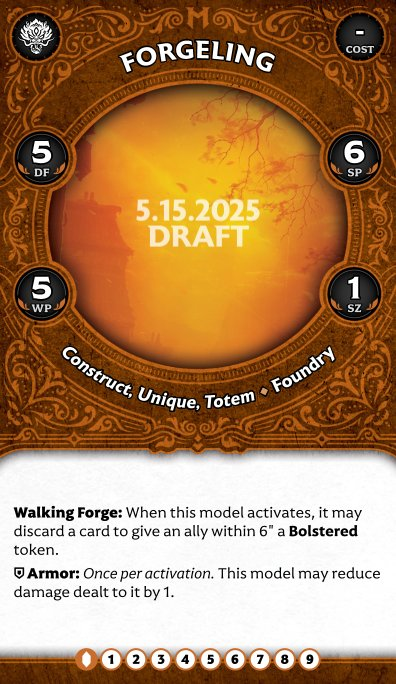 FORGELING
-
COST
5
DF
6
SP
5.15.2025
DRAFT
5
WP
1
SZ
Construct, Unique, Totem ◆ Foundry
Walking Forge: When this model activates, it may
discard a card to give an ally within 6" a Bolstered
token.
Armor: Once per activation. This model may reduce
damage dealt to it by 1.
1 2 3 4 5 6 7 8 9